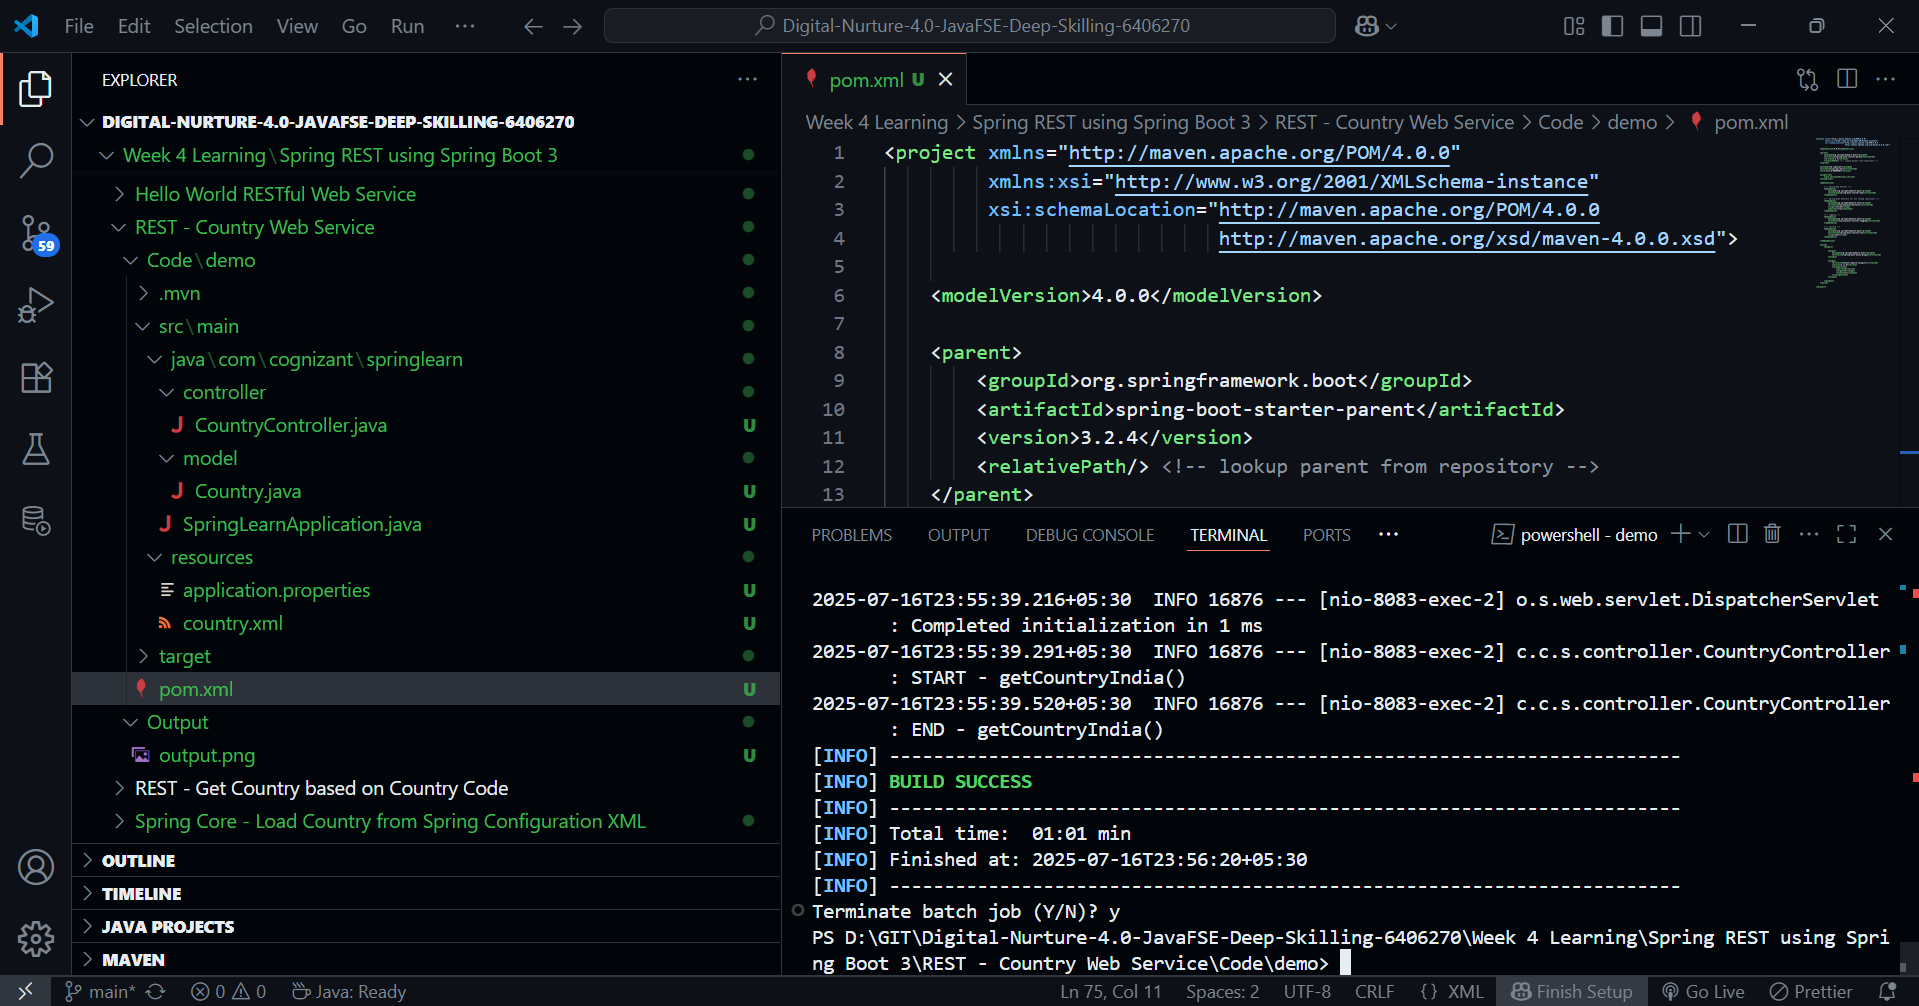 File Edit Selection View Go Run ··· Digital-Nurture-4.0-JavaFSE-Deep-Skilling-6406270
EXPLORER ···
DIGITAL-NURTURE-4.0-JAVAFSE-DEEP-SKILLING-6406270
Week 4 Learning\Spring REST using Spring Boot 3
Hello World RESTful Web Service
REST - Country Web Service
59
Code\demo
.mvn
src\main
java\com\cognizant\springlearn
controller
CountryController.java U
model
Country.java U
SpringLearnApplication.java U
resources
application.properties U
country.xml U
target
pom.xml U
Output
output.png U
REST - Get Country based on Country Code
Spring Core - Load Country from Spring Configuration XML
OUTLINE
TIMELINE
JAVA PROJECTS
MAVEN
pom.xml U
Week 4 Learning > Spring REST using Spring Boot 3 > REST - Country Web Service > Code > demo > pom.xml
1 <project xmlns="http://maven.apache.org/POM/4.0.0"
2 xmlns:xsi="http://www.w3.org/2001/XMLSchema-instance"
3 xsi:schemaLocation="http://maven.apache.org/POM/4.0.0
4 http://maven.apache.org/xsd/maven-4.0.0.xsd">
5
6 <modelVersion>4.0.0</modelVersion>
7
8 <parent>
9 <groupId>org.springframework.boot</groupId>
10 <artifactId>spring-boot-starter-parent</artifactId>
11 <version>3.2.4</version>
12 <relativePath/> <!-- lookup parent from repository -->
13 </parent>
PROBLEMS OUTPUT DEBUG CONSOLE TERMINAL PORTS ··· powershell - demo
2025-07-16T23:55:39.216+05:30 INFO 16876 --- [nio-8083-exec-2] o.s.web.servlet.DispatcherServlet
: Completed initialization in 1 ms
2025-07-16T23:55:39.291+05:30 INFO 16876 --- [nio-8083-exec-2] c.c.s.controller.CountryController
: START - getCountryIndia()
2025-07-16T23:55:39.520+05:30 INFO 16876 --- [nio-8083-exec-2] c.c.s.controller.CountryController
: END - getCountryIndia()
[INFO] ------------------------------------------------------------------------
[INFO] BUILD SUCCESS
[INFO] ------------------------------------------------------------------------
[INFO] Total time:  01:01 min
[INFO] Finished at: 2025-07-16T23:56:20+05:30
[INFO] ------------------------------------------------------------------------
Terminate batch job (Y/N)? y
PS D:\GIT\Digital-Nurture-4.0-JavaFSE-Deep-Skilling-6406270\Week 4 Learning\Spring REST using Spri
ng Boot 3\REST - Country Web Service\Code\demo>
main* 0 0 Java: Ready Ln 75, Col 11 Spaces: 2 UTF-8 CRLF {} XML Finish Setup Go Live Prettier